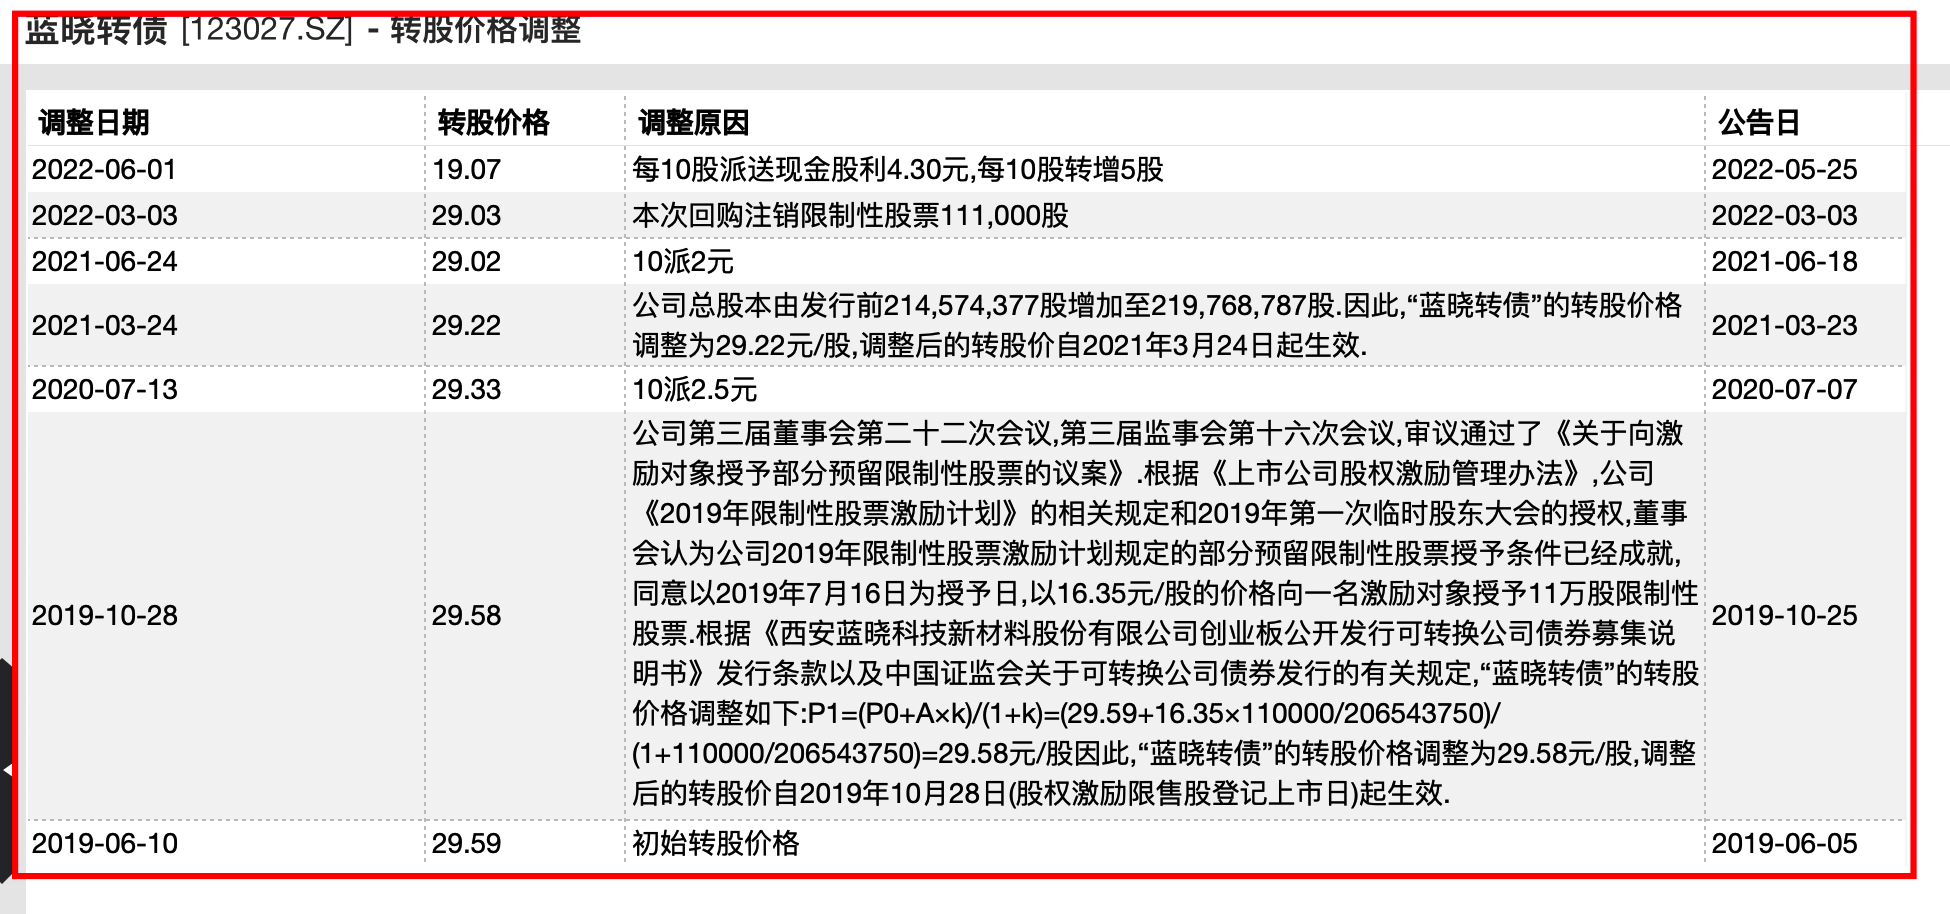 蓝晓转债 [123027.SZ] - 转股价格调整
调整日期 转股价格 调整原因 公告日
2022-06-01 19.07 每10股派送现金股利4.30元,每10股转增5股 2022-05-25
2022-03-03 29.03 本次回购注销限制性股票111,000股 2022-03-03
2021-06-24 29.02 10派2元 2021-06-18
2021-03-24 29.22 公司总股本由发行前214,574,377股增加至219,768,787股.因此,“蓝晓转债”的转股价格
调整为29.22元/股,调整后的转股价自2021年3月24日起生效. 2021-03-23
2020-07-13 29.33 10派2.5元 2020-07-07
2019-10-28 29.58 公司第三届董事会第二十二次会议,第三届监事会第十六次会议,审议通过了《关于向激
励对象授予部分预留限制性股票的议案》.根据《上市公司股权激励管理办法》,公司
《2019年限制性股票激励计划》的相关规定和2019年第一次临时股东大会的授权,董事
会认为公司2019年限制性股票激励计划规定的部分预留限制性股票授予条件已经成就,
同意以2019年7月16日为授予日,以16.35元/股的价格向一名激励对象授予11万股限制性
股票.根据《西安蓝晓科技新材料股份有限公司创业板公开发行可转换公司债券募集说
明书》发行条款以及中国证监会关于可转换公司债券发行的有关规定,“蓝晓转债”的转股
价格调整如下:P1=(P0+A×k)/(1+k)=(29.59+16.35×110000/206543750)/
(1+110000/206543750)=29.58元/股因此,“蓝晓转债”的转股价格调整为29.58元/股,调整
后的转股价自2019年10月28日(股权激励限售股登记上市日)起生效. 2019-10-25
2019-06-10 29.59 初始转股价格 2019-06-05